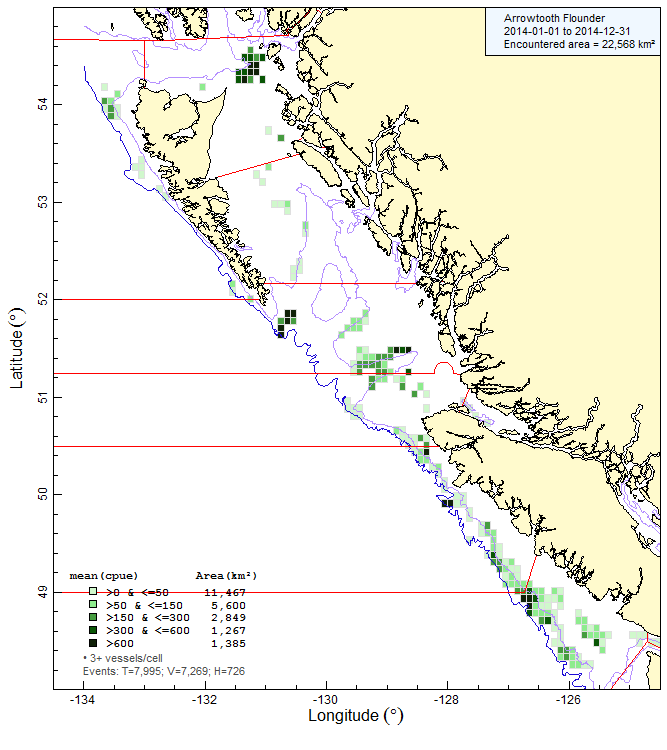 Arrowtooth Flounder
2014-01-01 to 2014-12-31
Encountered area = 22,568 km²
54
53
52
51
50
49
Latitude (°)
mean(cpue) Area(km²)
>0 & <=50 11,467
>50 & <=150 5,600
>150 & <=300 2,849
>300 & <=600 1,267
>600 1,385
• 3+ vessels/cell
Events: T=7,995; V=7,269; H=726
-134 -132 -130 -128 -126
Longitude (°)